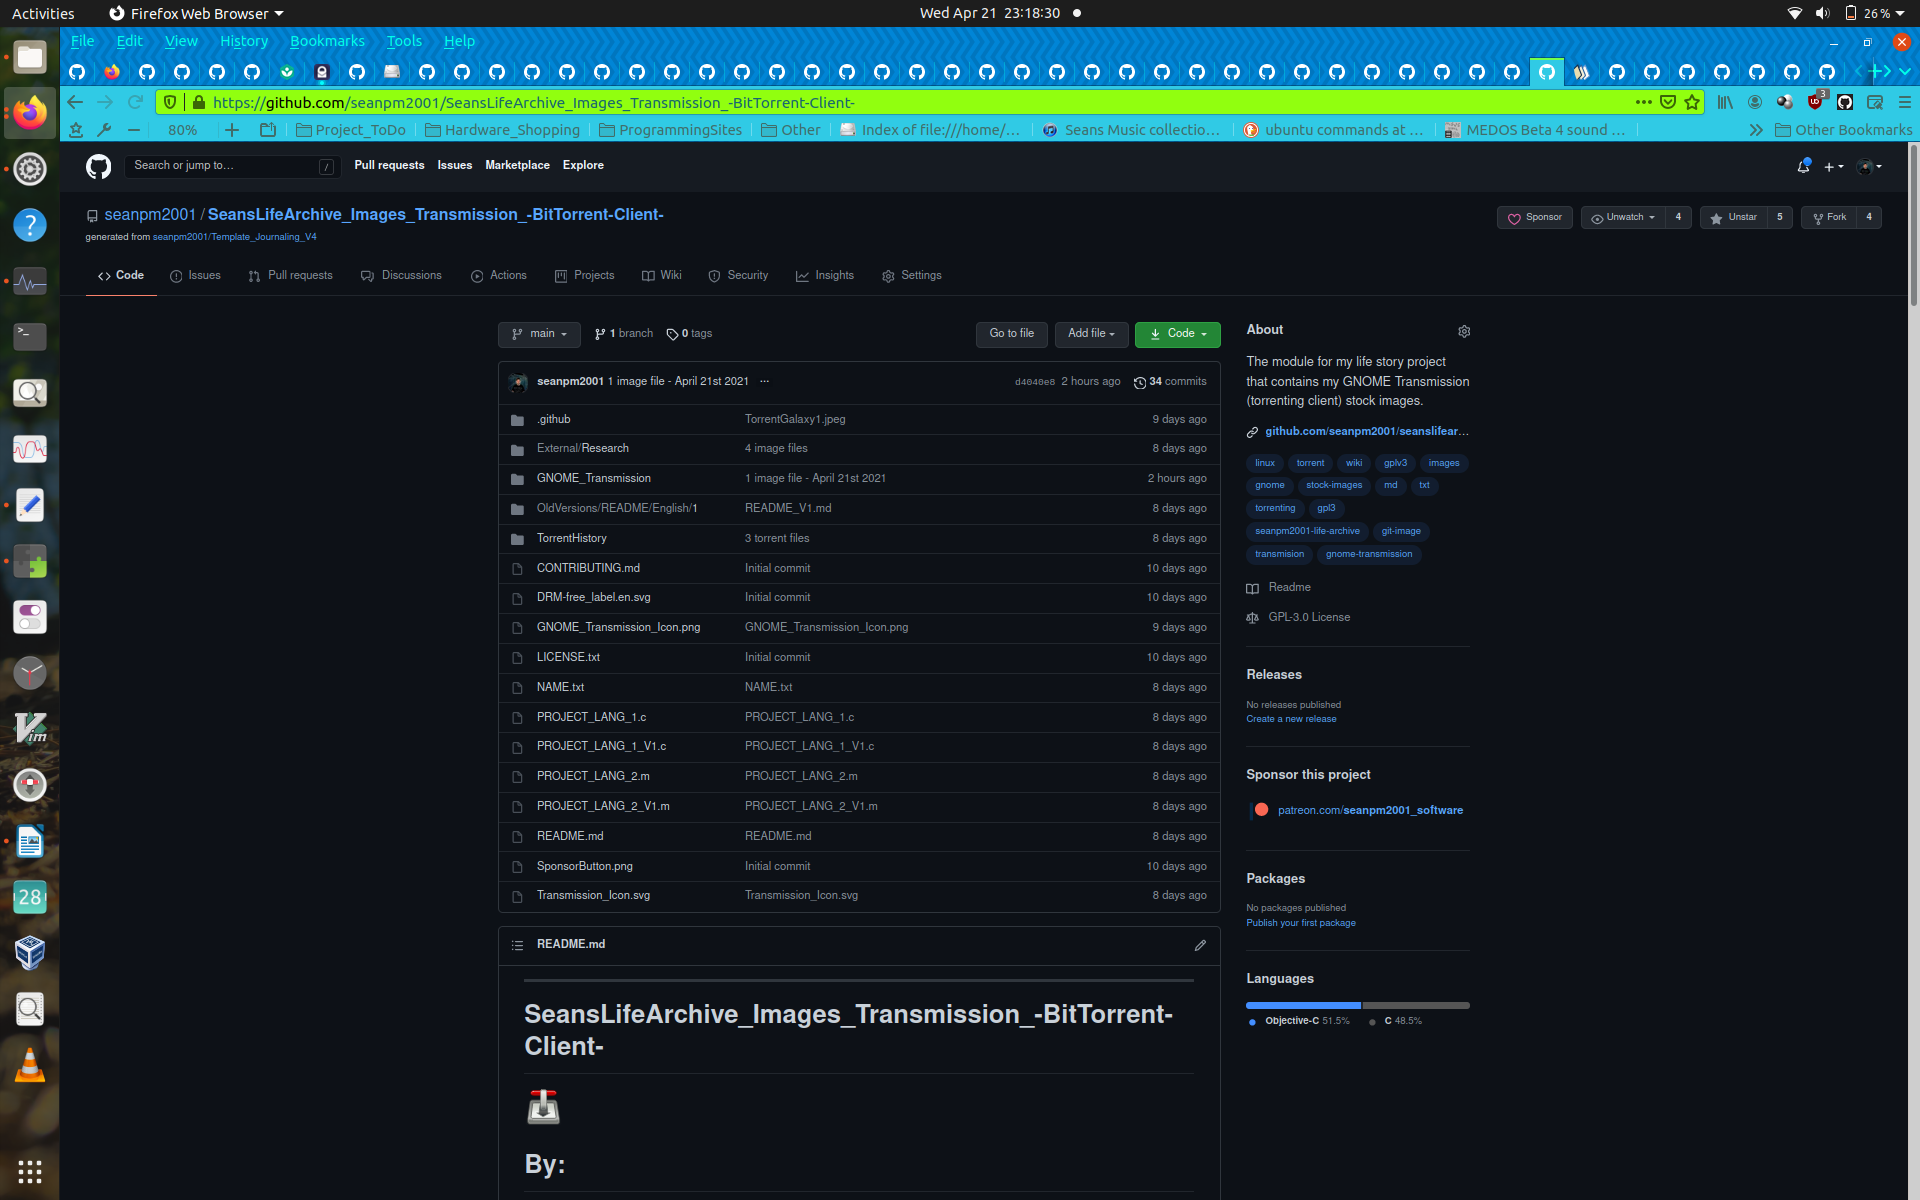 Activities Firefox Web Browser Wed Apr 21 23:18:30 26%
File Edit View History Bookmarks Tools Help
https://github.com/seanpm2001/SeansLifeArchive_Images_Transmission_-BitTorrent-Client- 3
80% Project_ToDo Hardware_Shopping ProgrammingSites Other Index of file:///home/... Seans Music collectio... ubuntu commands at ... MEDOS Beta 4 sound ... Other Bookmarks
Search or jump to... / Pull requests Issues Marketplace Explore
seanpm2001 / SeansLifeArchive_Images_Transmission_-BitTorrent-Client- Sponsor Unwatch 4 Unstar 5 Fork 4
generated from seanpm2001/Template_Journaling_V4
Code Issues Pull requests Discussions Actions Projects Wiki Security Insights Settings
main 1 branch 0 tags Go to file Add file Code
seanpm2001 1 image file - April 21st 2021 ... d4040e8 2 hours ago 34 commits
.github TorrentGalaxy1.jpeg 9 days ago
External/Research 4 image files 8 days ago
GNOME_Transmission 1 image file - April 21st 2021 2 hours ago
OldVersions/README/English/1 README_V1.md 8 days ago
TorrentHistory 3 torrent files 8 days ago
CONTRIBUTING.md Initial commit 10 days ago
DRM-free_label.en.svg Initial commit 10 days ago
GNOME_Transmission_Icon.png GNOME_Transmission_Icon.png 9 days ago
LICENSE.txt Initial commit 10 days ago
NAME.txt NAME.txt 8 days ago
PROJECT_LANG_1.c PROJECT_LANG_1.c 8 days ago
PROJECT_LANG_1_V1.c PROJECT_LANG_1_V1.c 8 days ago
PROJECT_LANG_2.m PROJECT_LANG_2.m 8 days ago
PROJECT_LANG_2_V1.m PROJECT_LANG_2_V1.m 8 days ago
README.md README.md 8 days ago
SponsorButton.png Initial commit 10 days ago
Transmission_Icon.svg Transmission_Icon.svg 8 days ago
README.md
SeansLifeArchive_Images_Transmission_-BitTorrent-
Client-
By:
About
The module for my life story project
that contains my GNOME Transmission
(torrenting client) stock images.
github.com/seanpm2001/seanslifear...
linux torrent wiki gplv3 images
gnome stock-images md txt
torrenting gpl3
seanpm2001-life-archive git-image
transmision gnome-transmission
Readme
GPL-3.0 License
Releases
No releases published
Create a new release
Sponsor this project
patreon.com/seanpm2001_software
Packages
No packages published
Publish your first package
Languages
Objective-C 51.5% C 48.5%
28
Vim